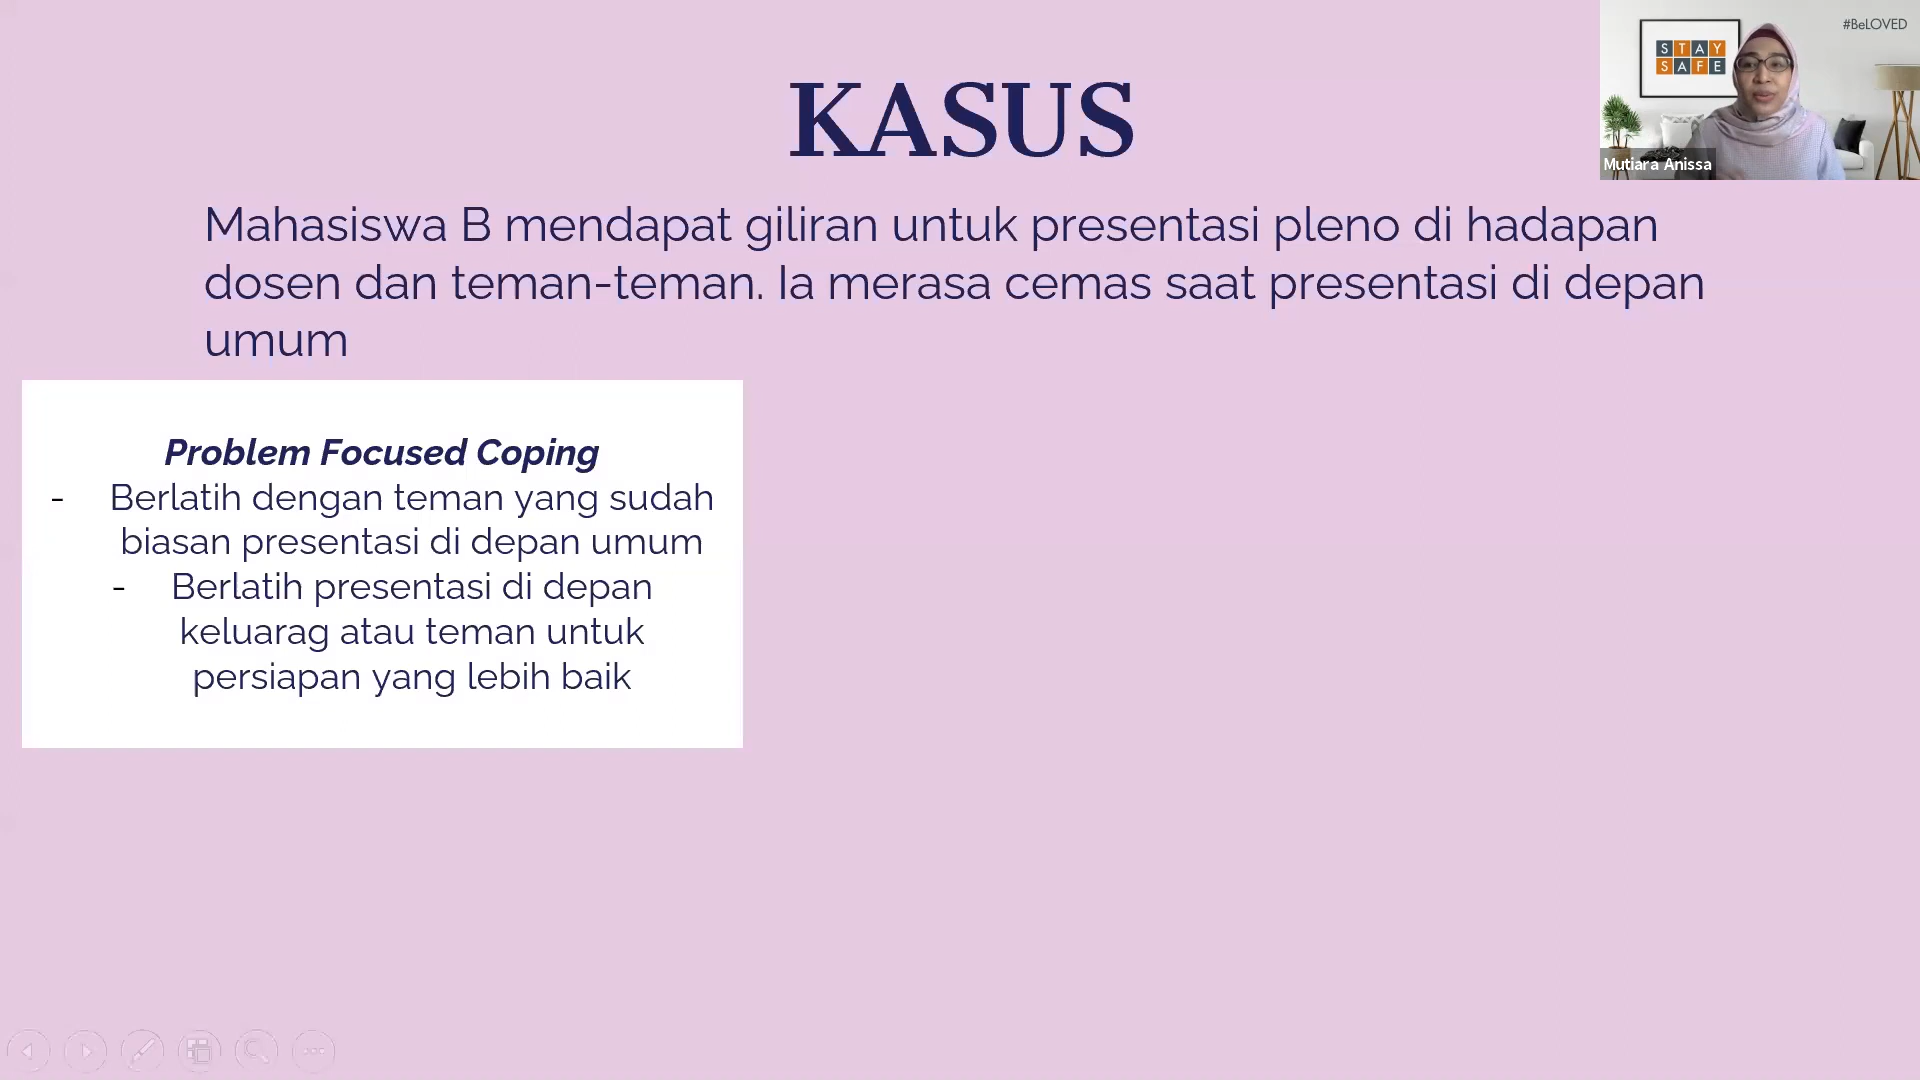 #BeLOVED
STAY
SAFE
Mutiara Anissa
KASUS
Mahasiswa B mendapat giliran untuk presentasi pleno di hadapan
dosen dan teman-teman. Ia merasa cemas saat presentasi di depan
umum
Problem Focused Coping
- Berlatih dengan teman yang sudah
biasan presentasi di depan umum
- Berlatih presentasi di depan
keluarag atau teman untuk
persiapan yang lebih baik